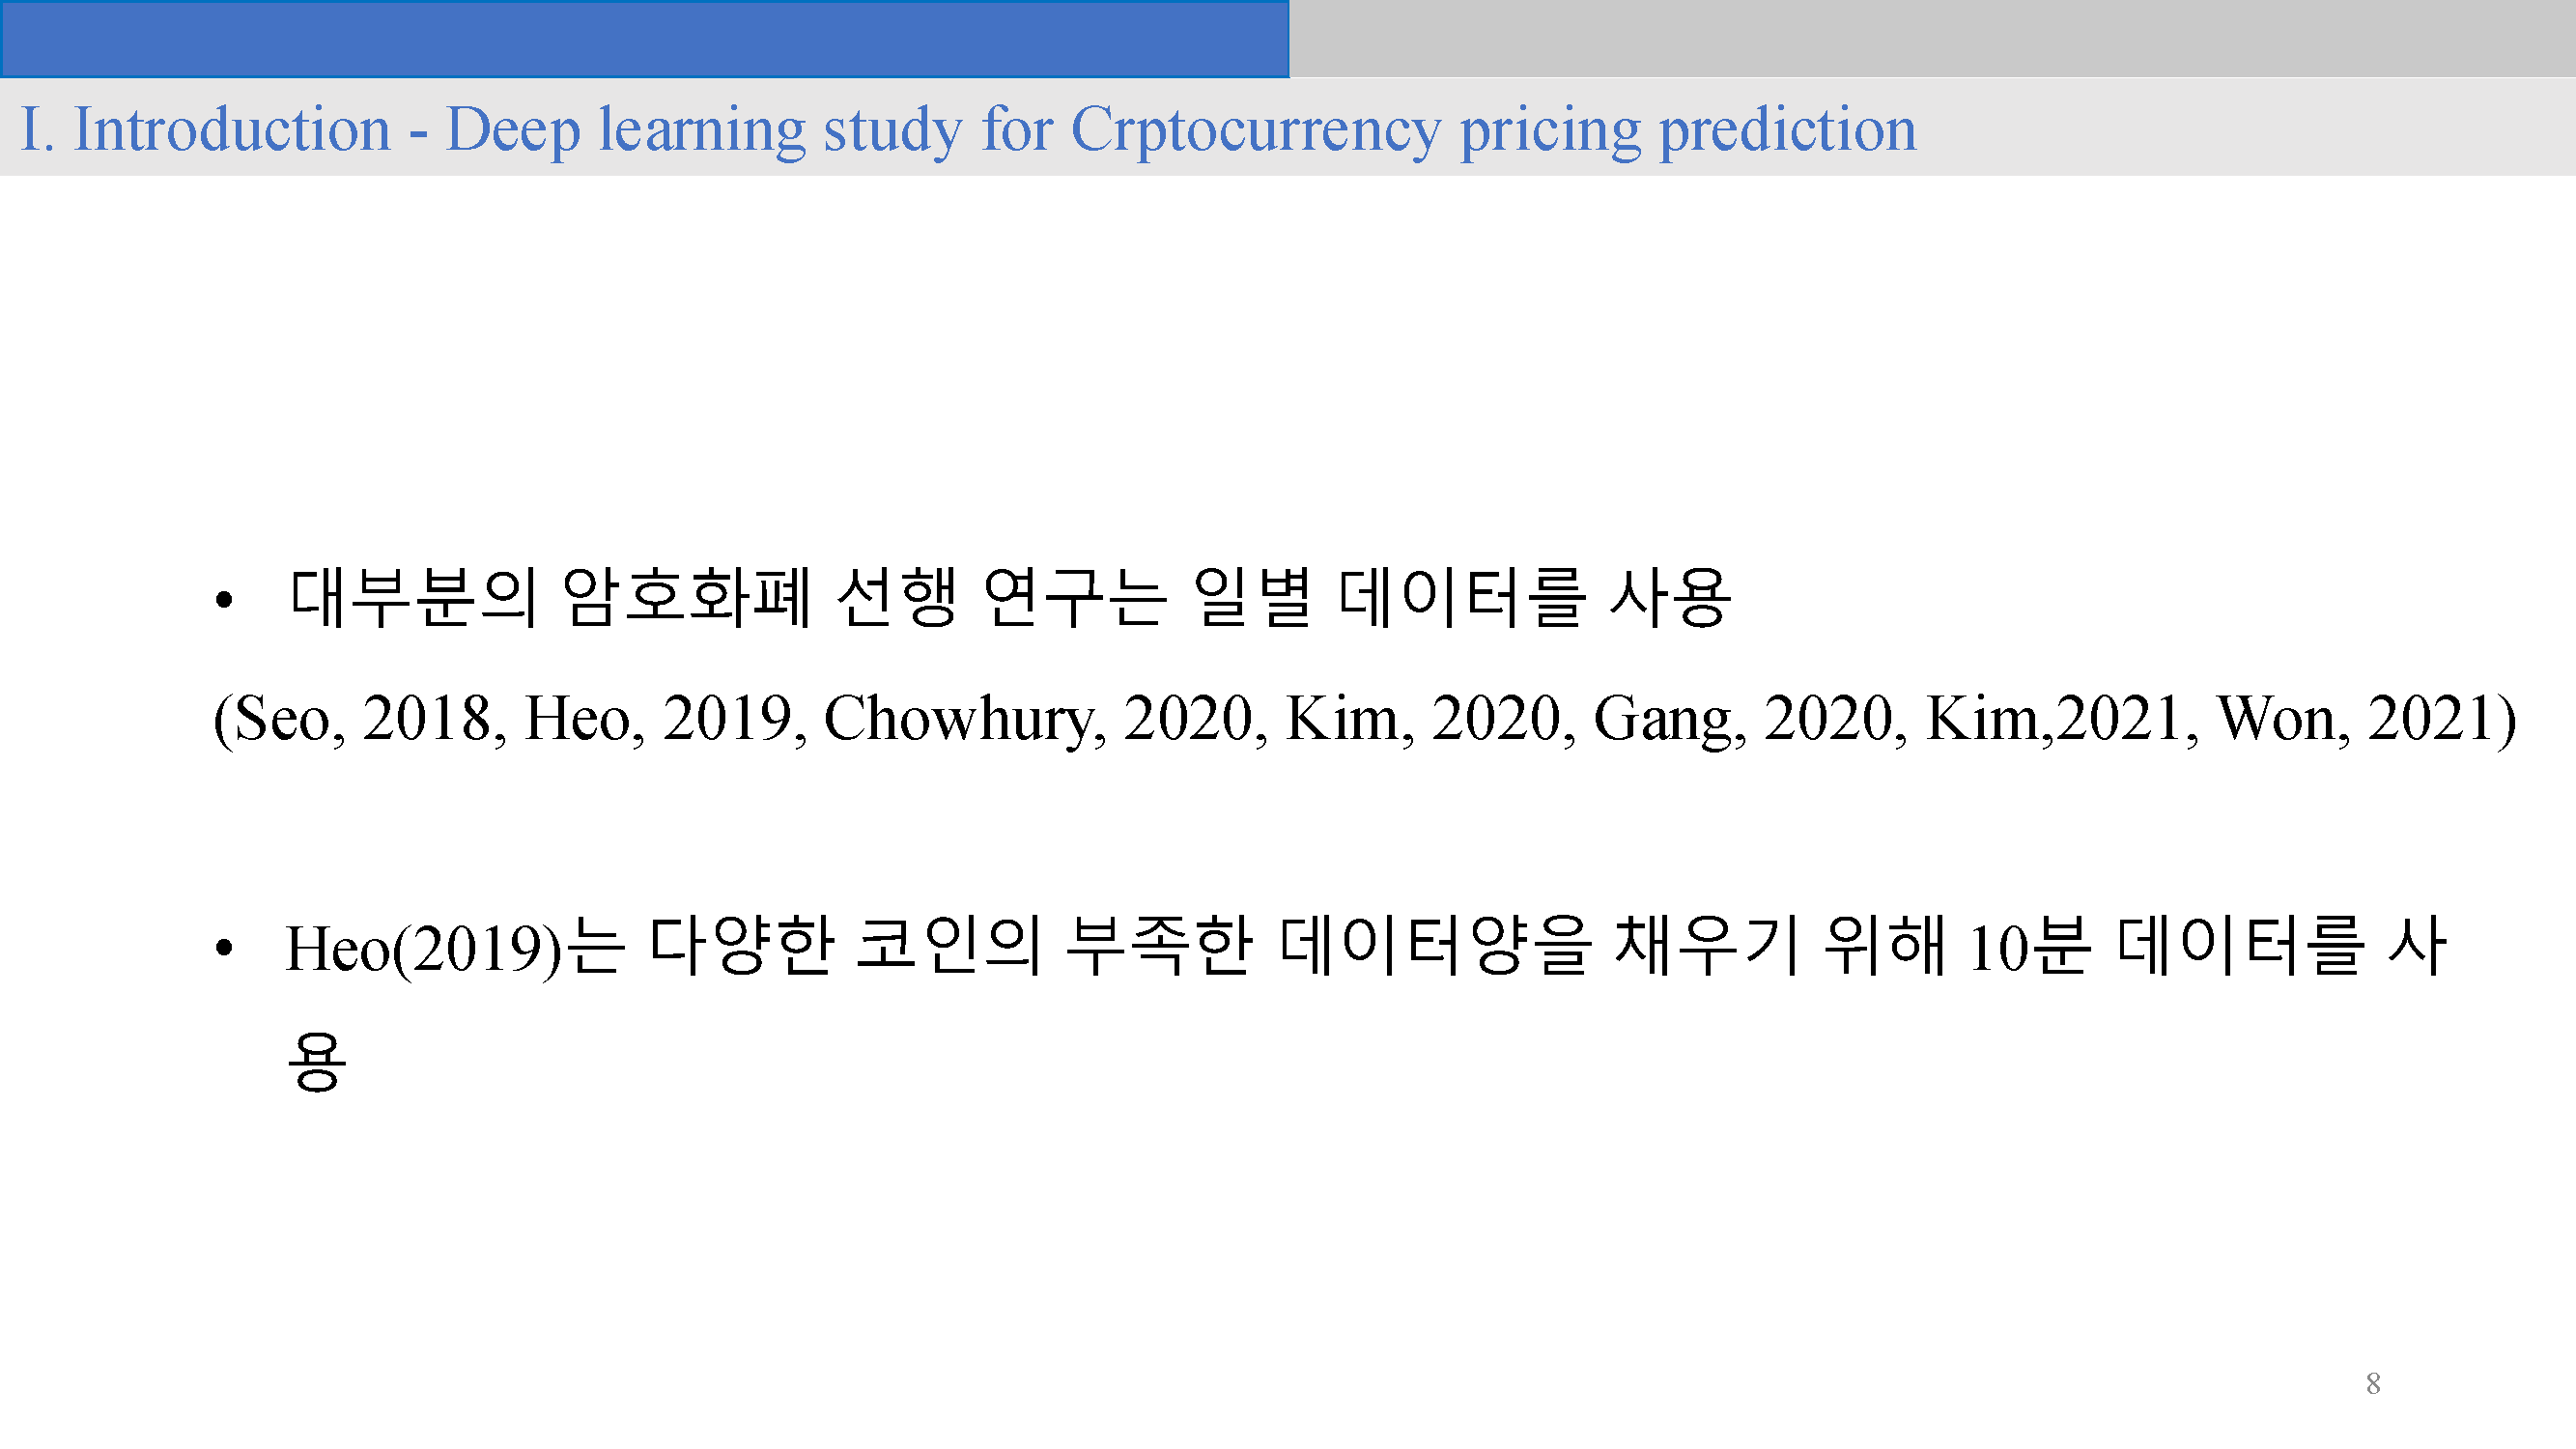 I. Introduction - Deep learning study for Crptocurrency pricing prediction
• 대부분의 암호화폐 선행 연구는 일별 데이터를 사용
(Seo, 2018, Heo, 2019, Chowhury, 2020, Kim, 2020, Gang, 2020, Kim,2021, Won, 2021)
• Heo(2019)는 다양한 코인의 부족한 데이터양을 채우기 위해 10분 데이터를 사
용
8